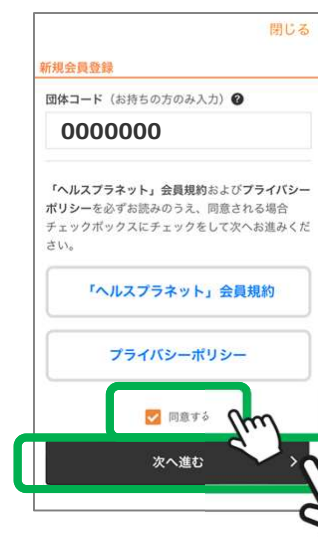 閉じる
新規会員登録
団体コード（お持ちの方のみ入力）?
0000000
「ヘルスプラネット」会員規約およびプライバシー
ポリシーを必ずお読みのうえ、同意される場合
チェックボックスにチェックをして次へお進みくだ
さい。
「ヘルスプラネット」会員規約
プライバシーポリシー
同意する
次へ進む